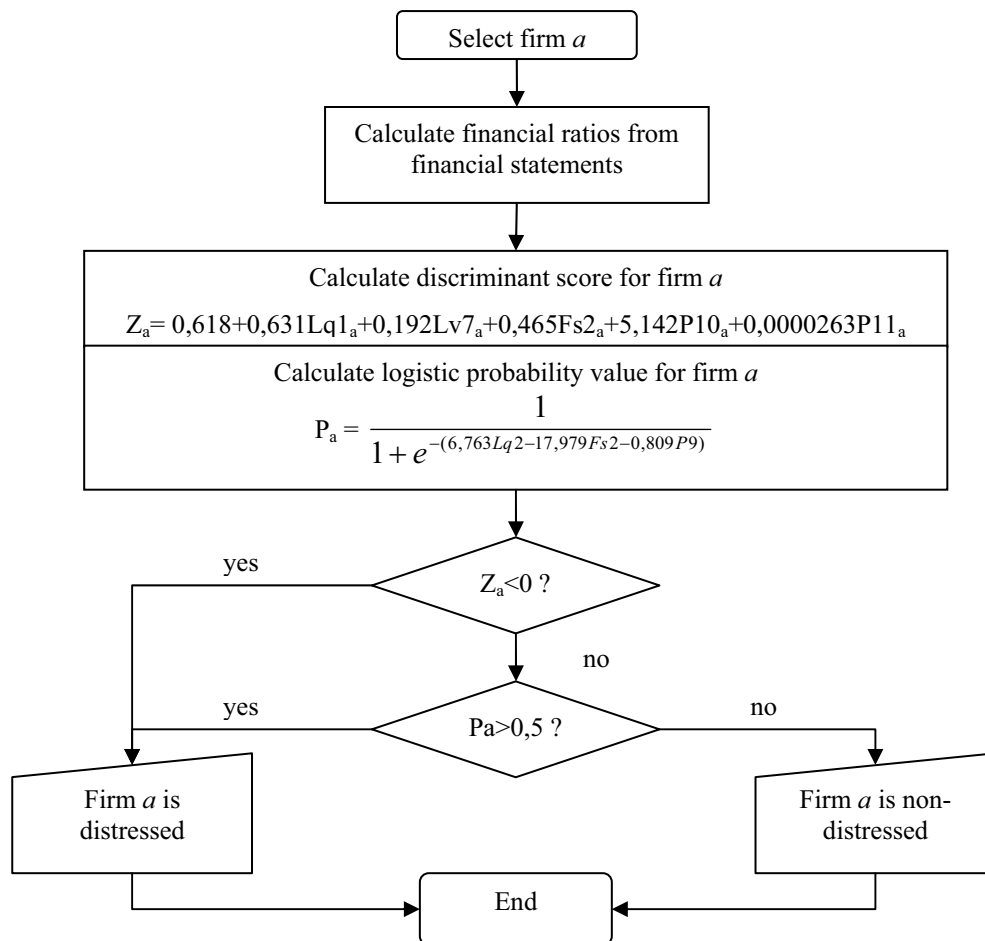 Select firm a
Calculate financial ratios from
financial statements
Calculate discriminant score for firm a
Zₐ= 0,618+0,631Lq1ₐ+0,192Lv7ₐ+0,465Fs2ₐ+5,142P10ₐ+0,0000263P11ₐ
Calculate logistic probability value for firm a
Pₐ = 1 / (1 + e^−(6,763Lq2−17,979Fs2−0,809P9))
yes
Zₐ<0 ?
no
yes
Pa>0,5 ?
no
Firm a is
distressed
Firm a is non-
distressed
End